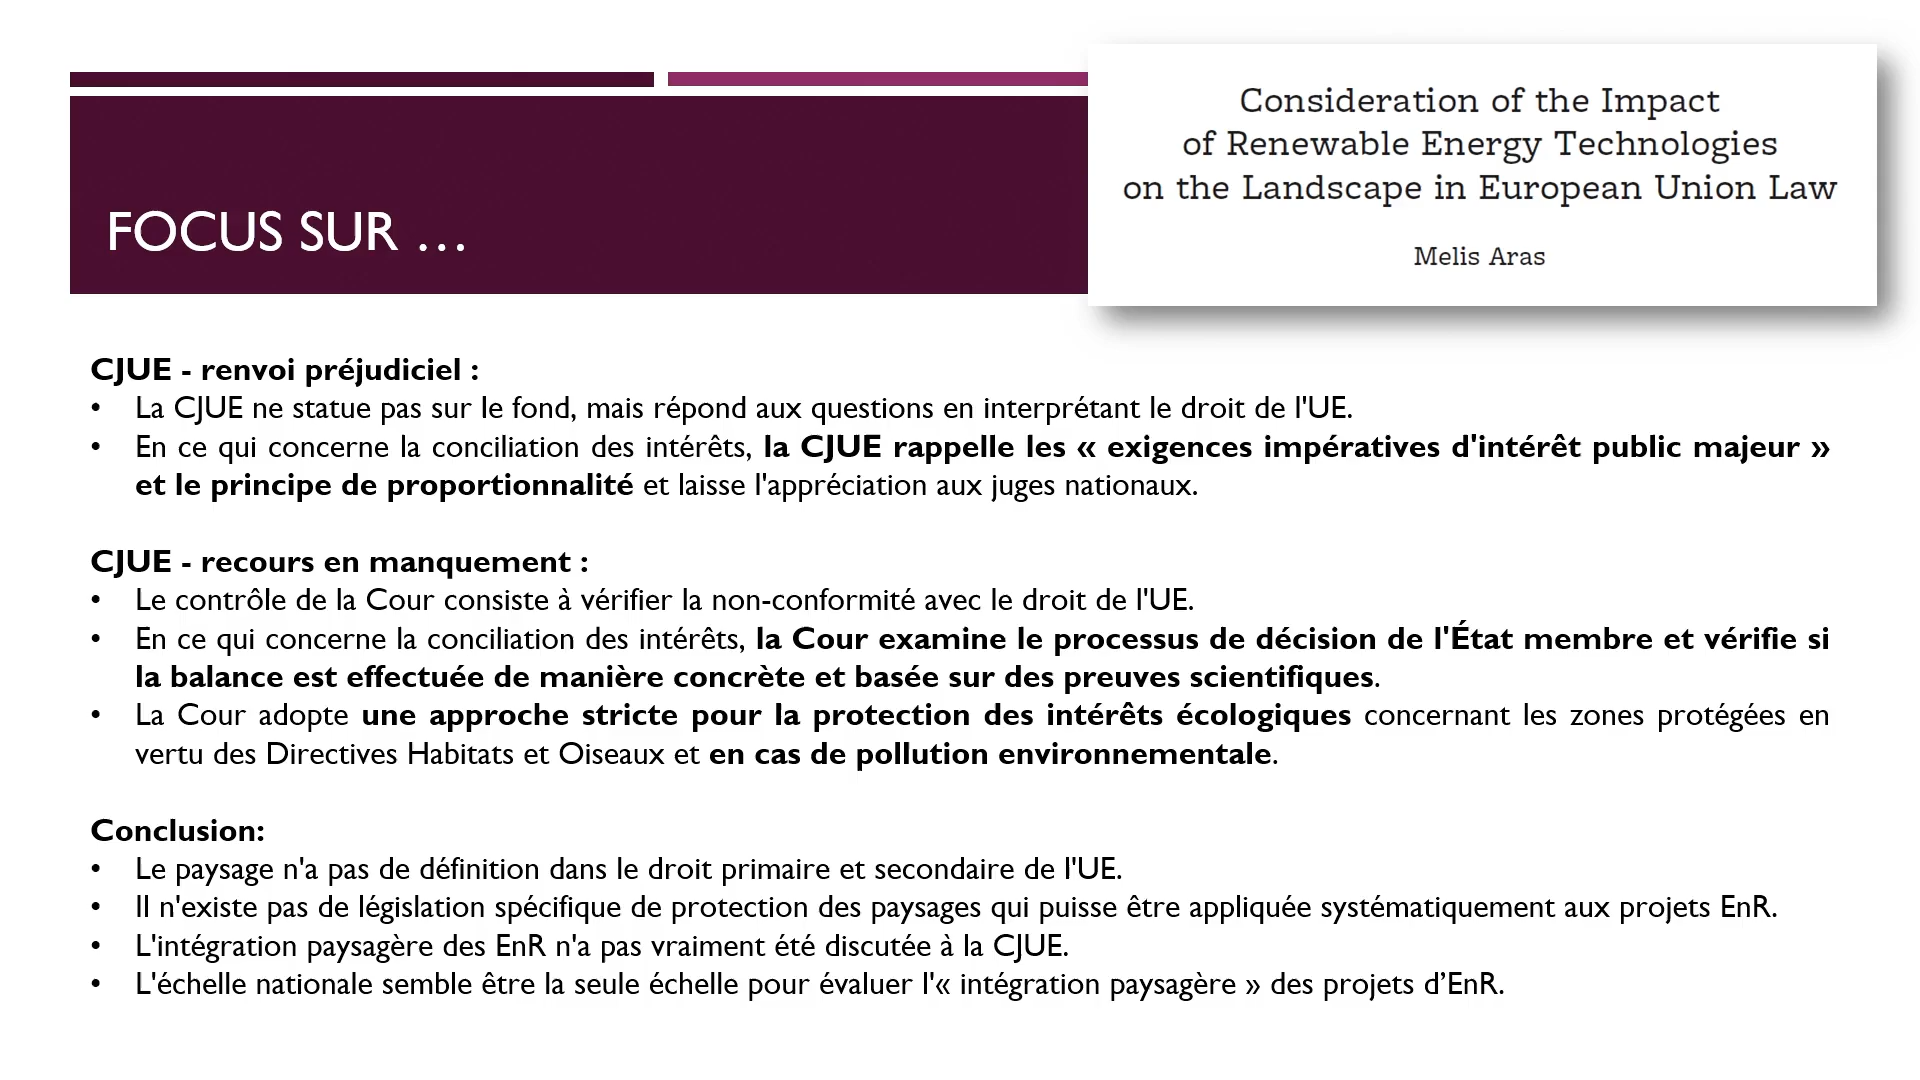 Consideration of the Impact
of Renewable Energy Technologies
on the Landscape in European Union Law
Melis Aras
FOCUS SUR …
CJUE - renvoi préjudiciel :
• La CJUE ne statue pas sur le fond, mais répond aux questions en interprétant le droit de l'UE.
• En ce qui concerne la conciliation des intérêts, la CJUE rappelle les « exigences impératives d'intérêt public majeur »
et le principe de proportionnalité et laisse l'appréciation aux juges nationaux.
CJUE - recours en manquement :
• Le contrôle de la Cour consiste à vérifier la non-conformité avec le droit de l'UE.
• En ce qui concerne la conciliation des intérêts, la Cour examine le processus de décision de l'État membre et vérifie si
la balance est effectuée de manière concrète et basée sur des preuves scientifiques.
• La Cour adopte une approche stricte pour la protection des intérêts écologiques concernant les zones protégées en
vertu des Directives Habitats et Oiseaux et en cas de pollution environnementale.
Conclusion:
• Le paysage n'a pas de définition dans le droit primaire et secondaire de l'UE.
• Il n'existe pas de législation spécifique de protection des paysages qui puisse être appliquée systématiquement aux projets EnR.
• L'intégration paysagère des EnR n'a pas vraiment été discutée à la CJUE.
• L'échelle nationale semble être la seule échelle pour évaluer l'« intégration paysagère » des projets d’EnR.